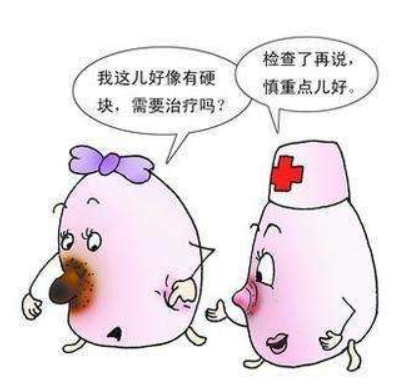 我这儿好像有硬
块，需要治疗吗？
检查了再说，
慎重点儿好。